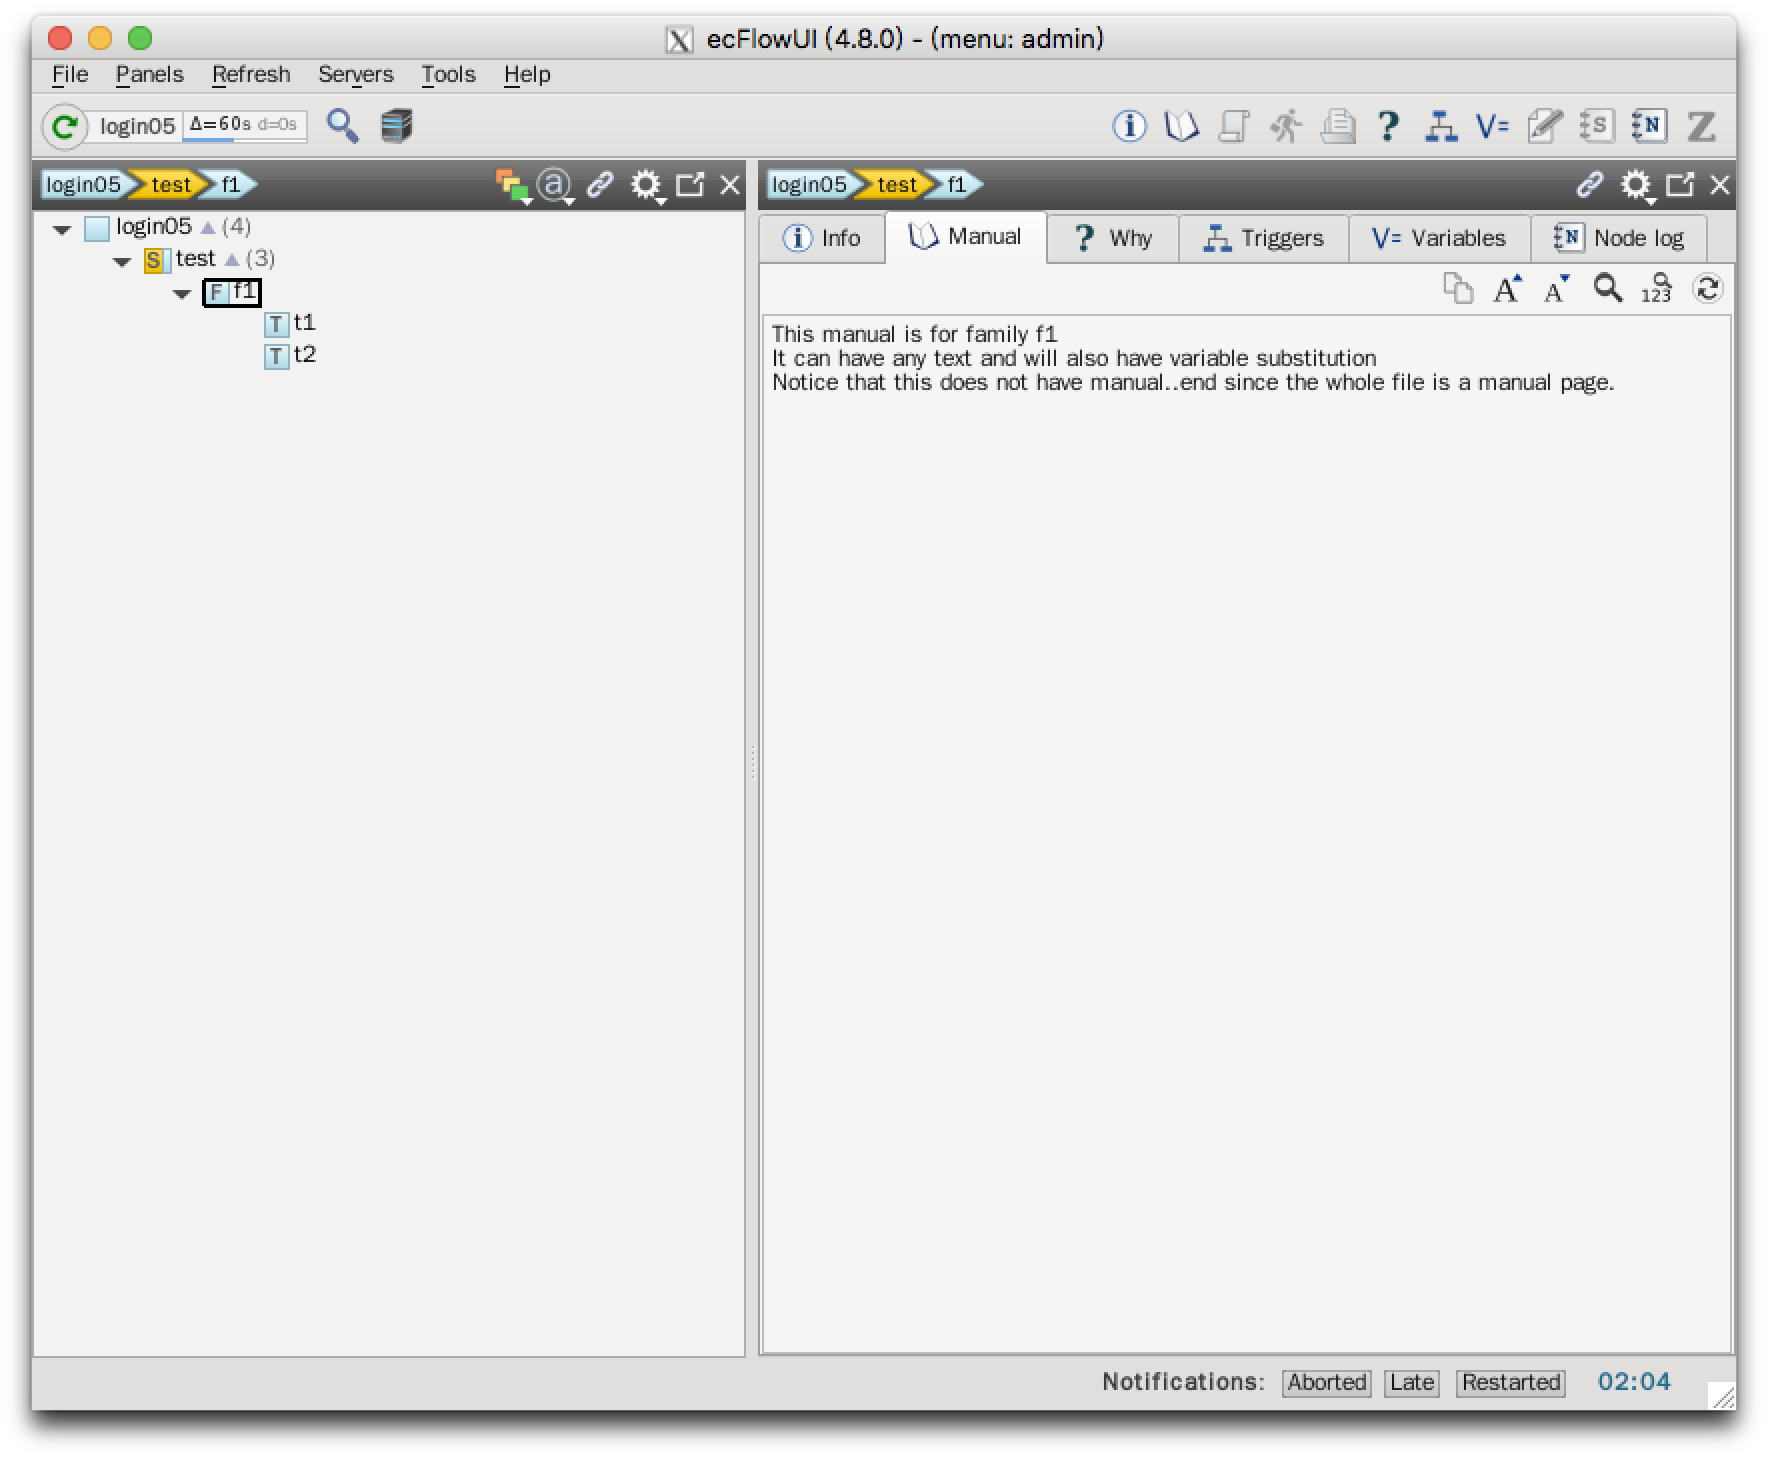 X ecFlowUI (4.8.0) - (menu: admin)
File Panels Refresh Servers Tools Help
login05 Δ=60s d=0s i ? V= S N Z
login05 test f1 a
login05 test f1
login05 (4)
S test (3)
F f1
T t1
T t2
i Info Manual ? Why Triggers V= Variables N Node log
A A 123
This manual is for family f1
It can have any text and will also have variable substitution
Notice that this does not have manual..end since the whole file is a manual page.
Notifications: Aborted Late Restarted 02:04